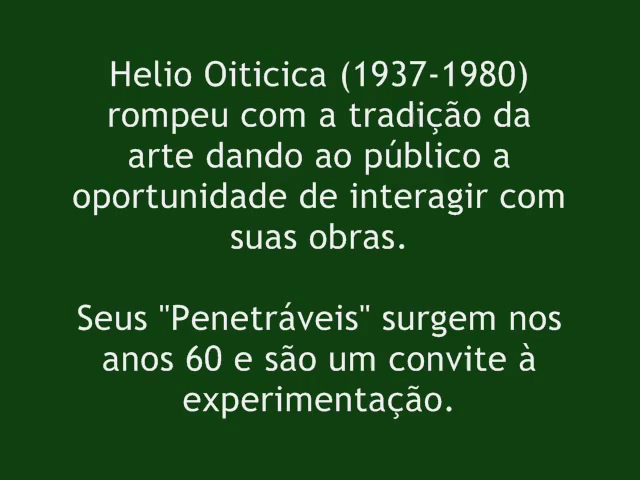 Helio Oiticica (1937-1980)
rompeu com a tradição da
arte dando ao público a
oportunidade de interagir com
suas obras.
Seus "Penetráveis" surgem nos
anos 60 e são um convite à
experimentação.